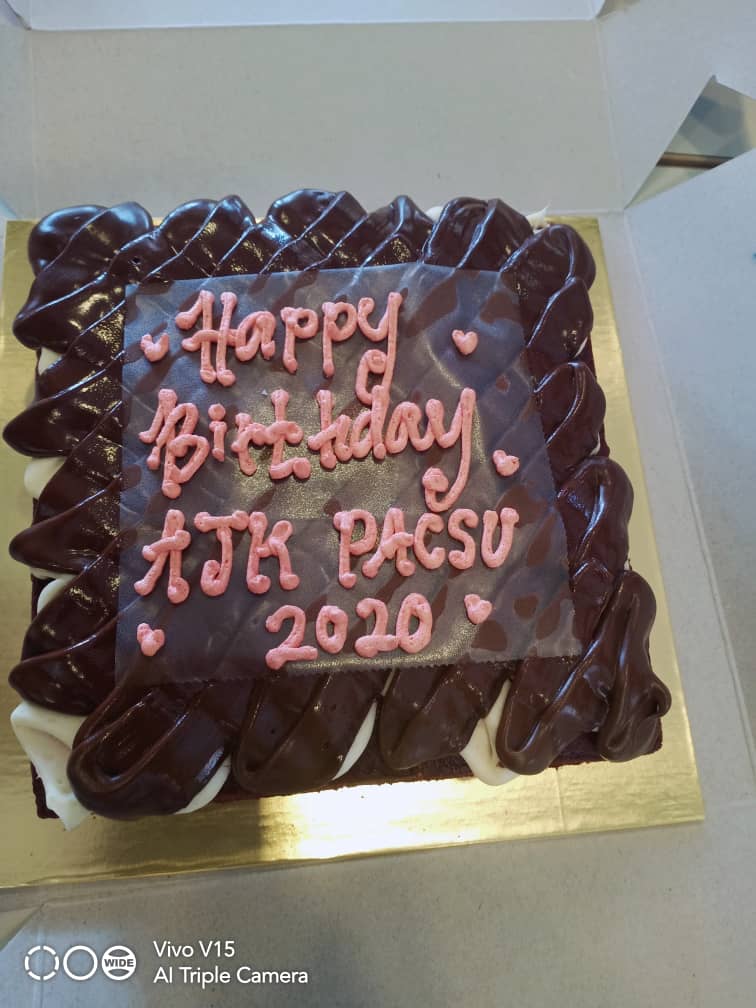 Happy
Birthday
AJK PACSU
2020
WIDE
Vivo V15
AI Triple Camera